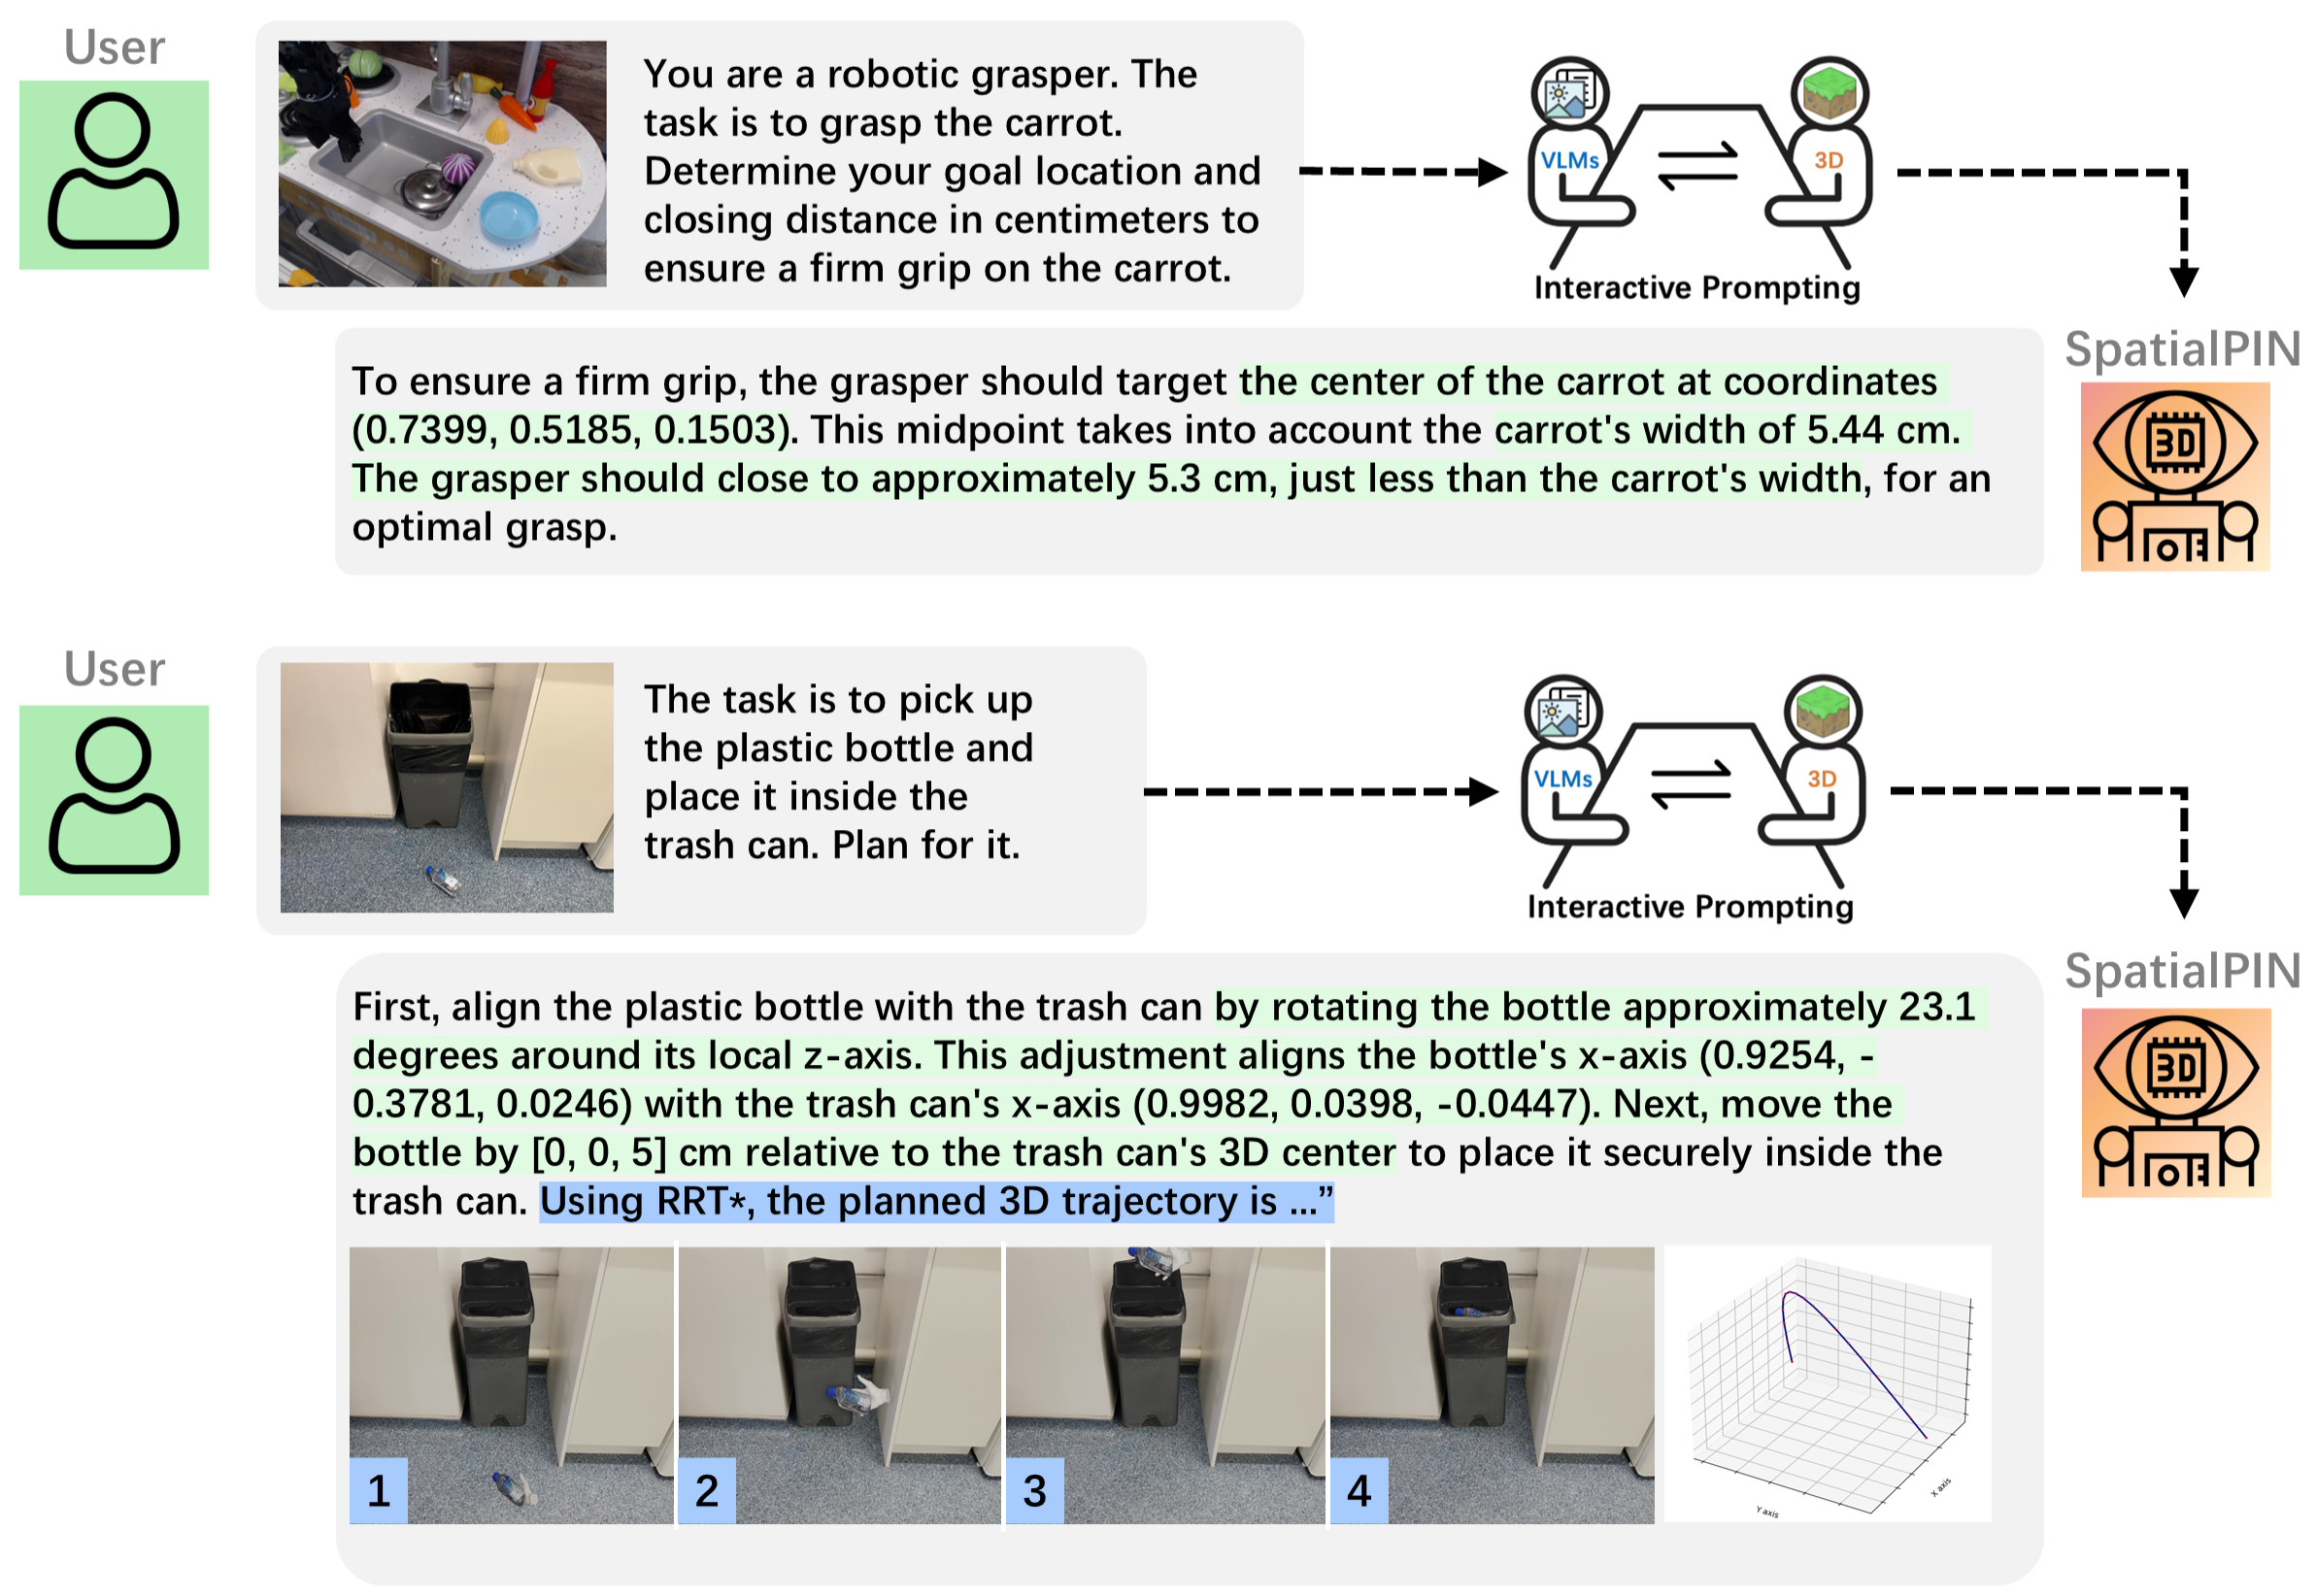 User
You are a robotic grasper. The
task is to grasp the carrot.
Determine your goal location and
closing distance in centimeters to
ensure a firm grip on the carrot.
VLMs
3D
Interactive Prompting
SpatialPIN
3D
To ensure a firm grip, the grasper should target the center of the carrot at coordinates
(0.7399, 0.5185, 0.1503). This midpoint takes into account the carrot's width of 5.44 cm.
The grasper should close to approximately 5.3 cm, just less than the carrot's width, for an
optimal grasp.
User
The task is to pick up
the plastic bottle and
place it inside the
trash can. Plan for it.
VLMs
3D
Interactive Prompting
SpatialPIN
3D
First, align the plastic bottle with the trash can by rotating the bottle approximately 23.1
degrees around its local z-axis. This adjustment aligns the bottle's x-axis (0.9254, -
0.3781, 0.0246) with the trash can's x-axis (0.9982, 0.0398, -0.0447). Next, move the
bottle by [0, 0, 5] cm relative to the trash can's 3D center to place it securely inside the
trash can. Using RRT*, the planned 3D trajectory is ...”
1
2
3
4
Y axis
X axis